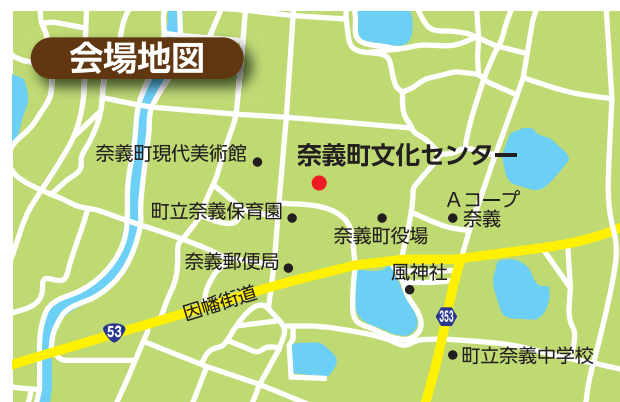 会場地図
奈義町現代美術館
奈義町文化センター
町立奈義保育園
Aコープ
奈義
奈義町役場
奈義郵便局
風神社
因幡街道
53
353
町立奈義中学校